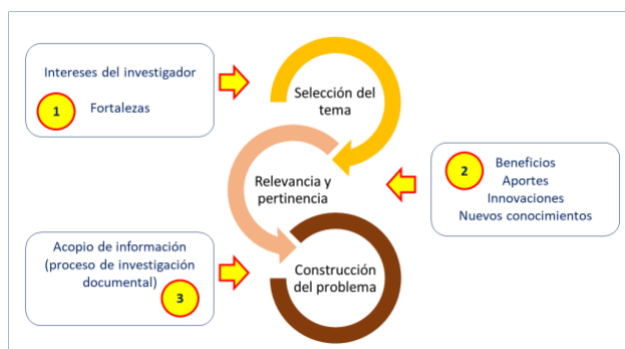 Intereses del investigador
1
Fortalezas
Selección del
tema
2
Beneficios
Aportes
Innovaciones
Nuevos conocimientos
Relevancia y
pertinencia
Acopio de información
(proceso de investigación
documental)
3
Construcción
del problema